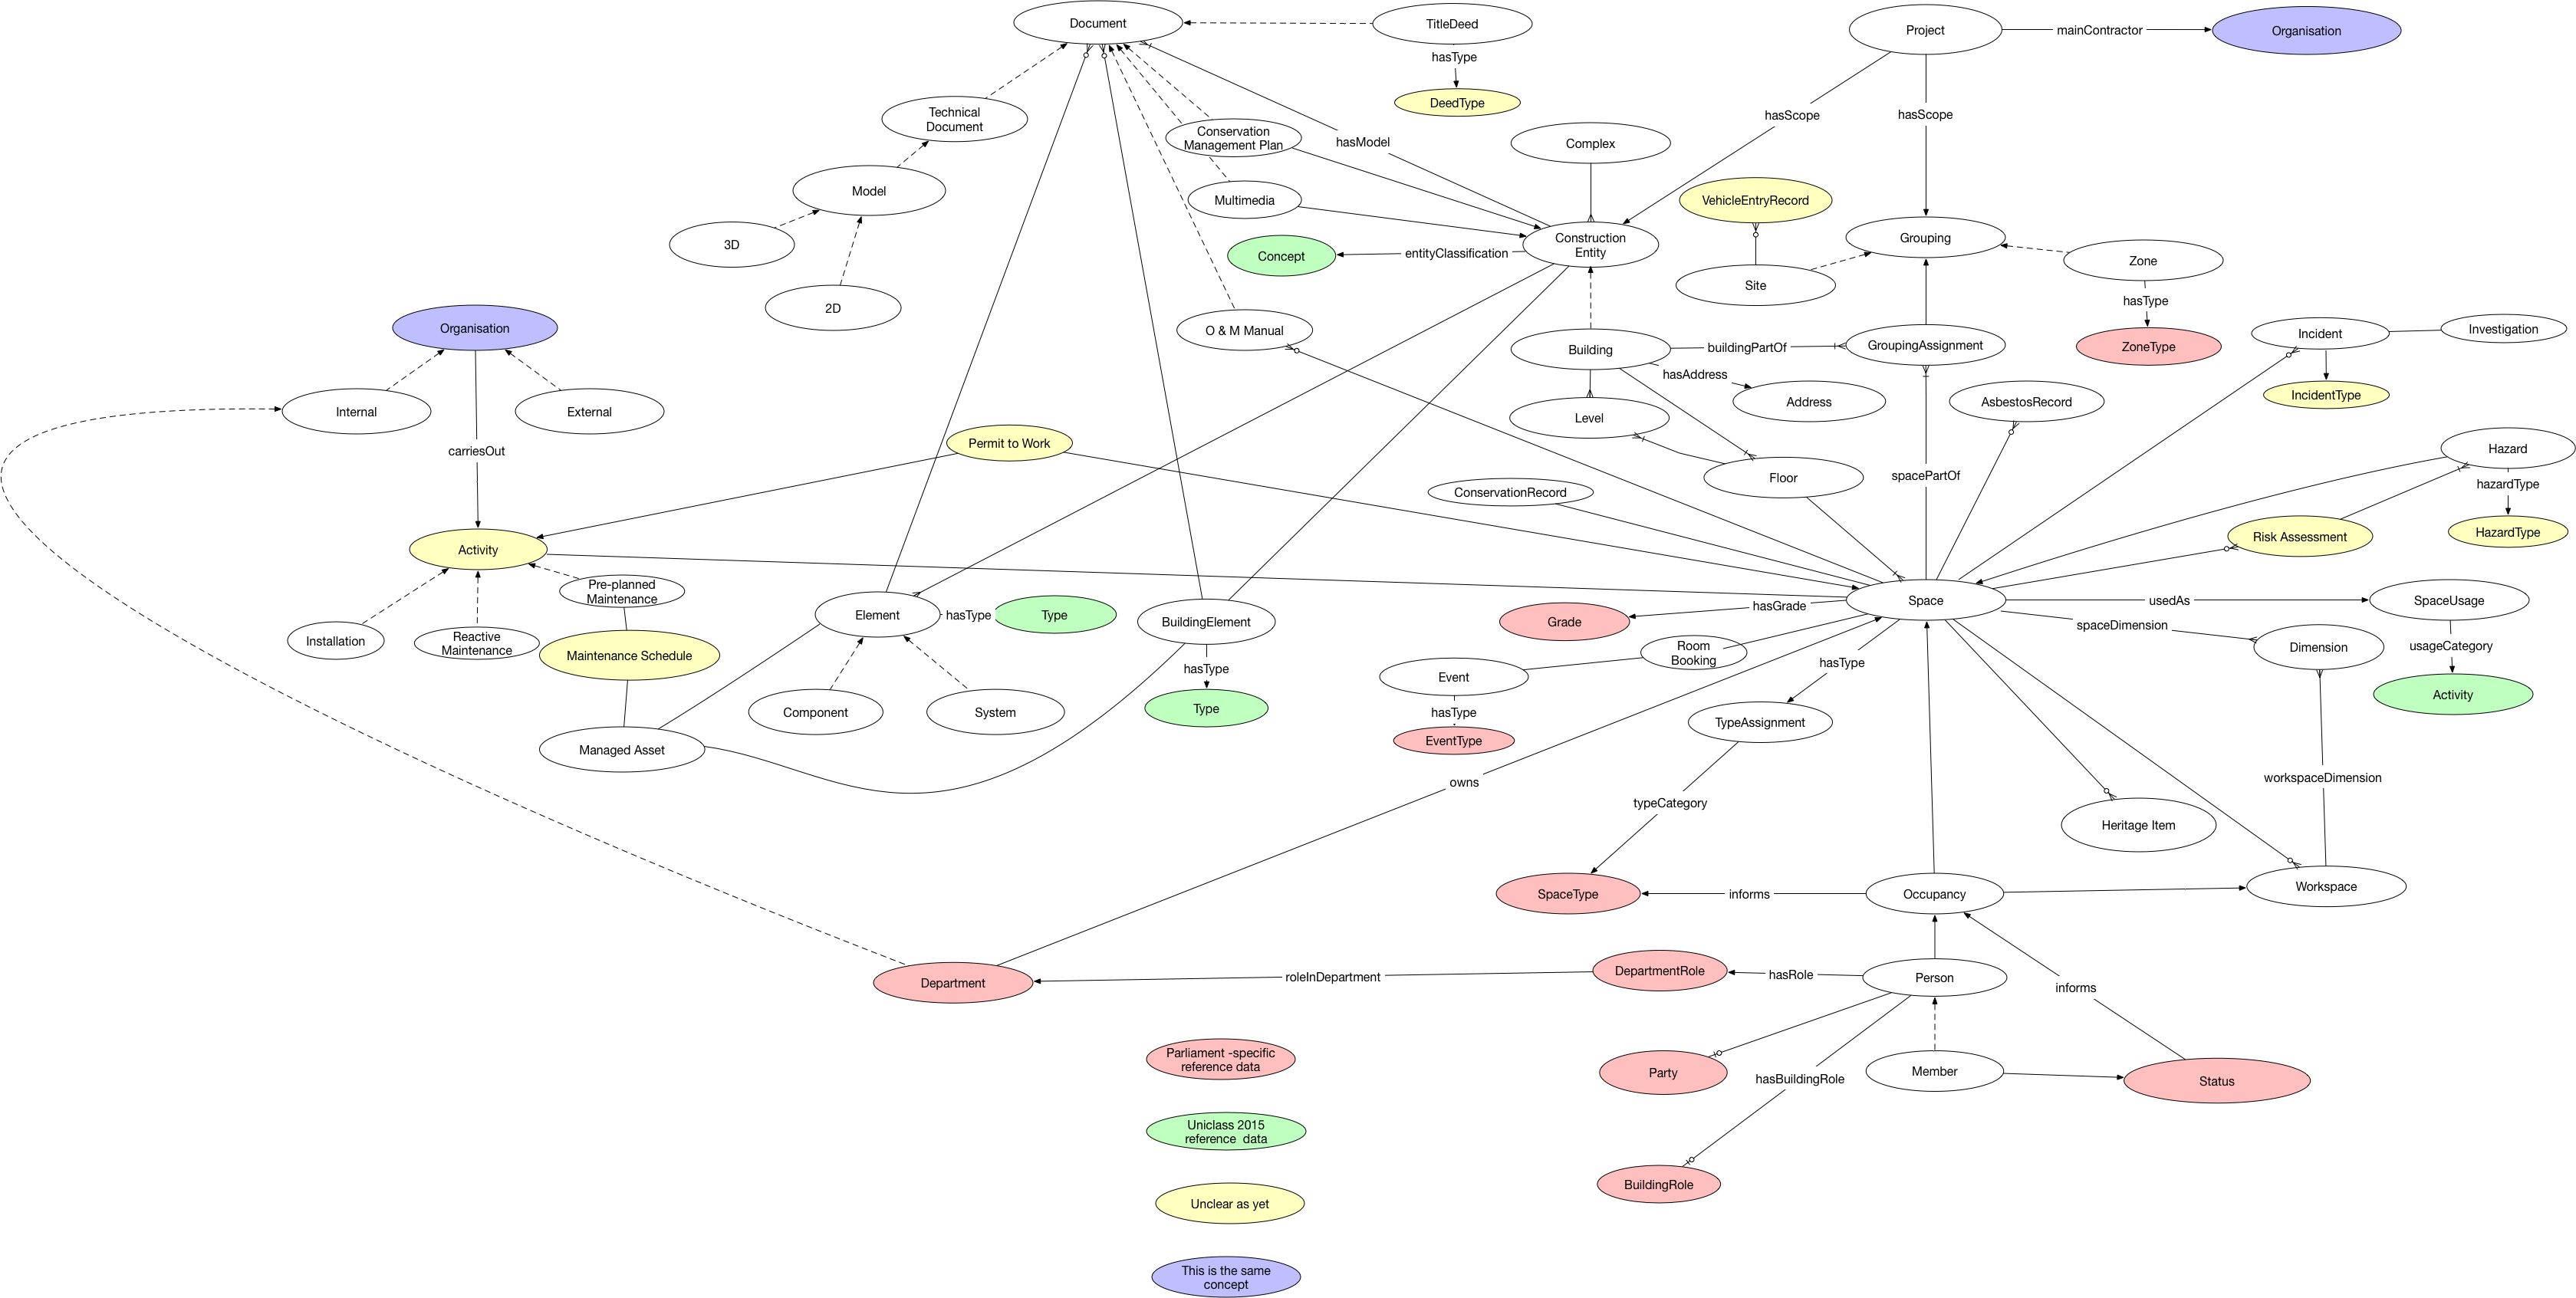 Document
TitleDeed
Project
mainContractor
Organisation
hasType
DeedType
Technical
Document
hasScope
hasScope
Conservation
Management Plan
hasModel
Complex
Model
Multimedia
VehicleEntryRecord
3D
Concept
entityClassification
Construction
Entity
Grouping
Zone
Site
hasType
2D
Organisation
O & M Manual
Building
buildingPartOf
GroupingAssignment
ZoneType
Incident
Investigation
hasAddress
Internal
External
Level
Address
AsbestosRecord
IncidentType
carriesOut
Permit to Work
Floor
spacePartOf
Hazard
hazardType
ConservationRecord
Risk Assessment
HazardType
Activity
Pre-planned
Maintenance
Element
hasType
Type
BuildingElement
Grade
hasGrade
Space
usedAs
SpaceUsage
spaceDimension
Installation
Reactive
Maintenance
Maintenance Schedule
hasType
Room
Booking
hasType
Dimension
usageCategory
Event
Component
System
Type
hasType
TypeAssignment
Activity
Managed Asset
EventType
owns
workspaceDimension
typeCategory
Heritage Item
SpaceType
informs
Occupancy
Workspace
Department
roleInDepartment
DepartmentRole
hasRole
Person
informs
Parliament -specific
reference data
Party
hasBuildingRole
Member
Status
Uniclass 2015
reference  data
BuildingRole
Unclear as yet
This is the same
concept